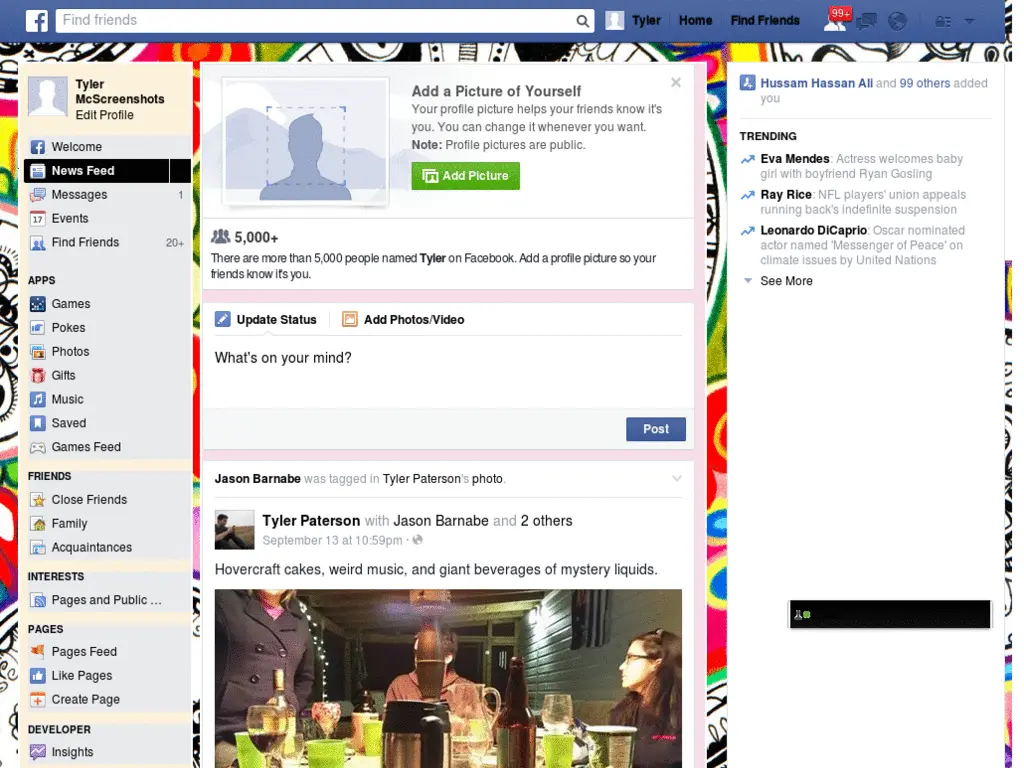 Find friends
Tyler
Home
Find Friends
99+
Tyler
McScreenshots
Edit Profile
Welcome
News Feed
Messages 1
17 Events
Find Friends 20+
APPS
Games
Pokes
Photos
Gifts
Music
Saved
Games Feed
FRIENDS
Close Friends
Family
Acquaintances
INTERESTS
Pages and Public ...
PAGES
Pages Feed
Like Pages
Create Page
DEVELOPER
Insights
Add a Picture of Yourself
Your profile picture helps your friends know it's
you. You can change it whenever you want.
Note: Profile pictures are public.
Add Picture
5,000+
There are more than 5,000 people named Tyler on Facebook. Add a profile picture so your
friends know it's you.
Update Status
Add Photos/Video
What's on your mind?
Post
Jason Barnabe was tagged in Tyler Paterson's photo.
Tyler Paterson with Jason Barnabe and 2 others
September 13 at 10:59pm ·
Hovercraft cakes, weird music, and giant beverages of mystery liquids.
Hussam Hassan Ali and 99 others added
you
TRENDING
Eva Mendes: Actress welcomes baby
girl with boyfriend Ryan Gosling
Ray Rice: NFL players' union appeals
running back's indefinite suspension
Leonardo DiCaprio: Oscar nominated
actor named 'Messenger of Peace' on
climate issues by United Nations
See More